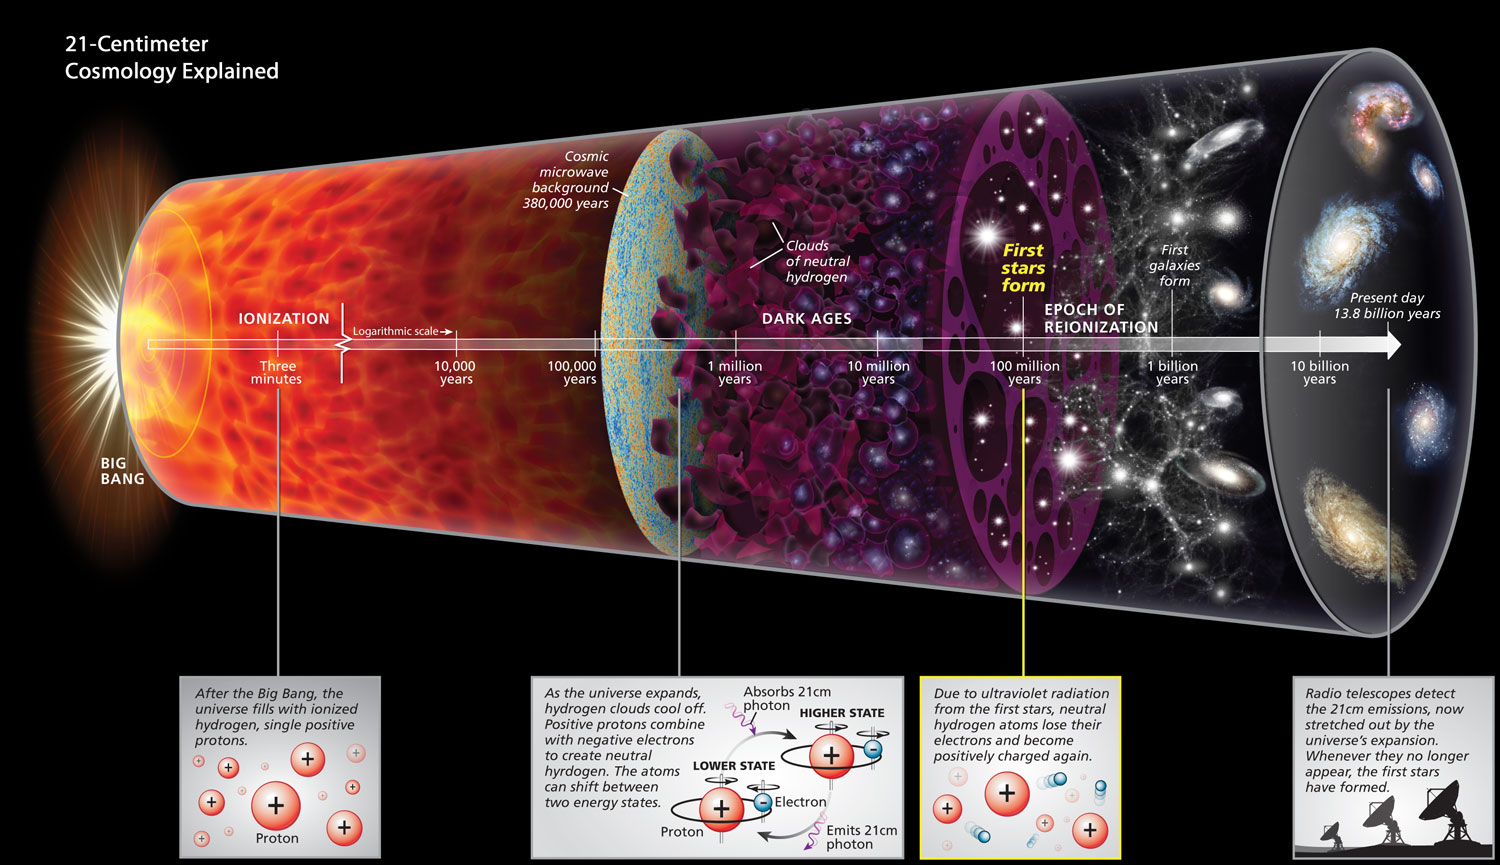 21-Centimeter
Cosmology Explained
BIG
BANG
IONIZATION
Three
minutes
Logarithmic scale
10,000
years
100,000
years
Cosmic
microwave
background
380,000 years
Clouds
of neutral
hydrogen
DARK AGES
1 million
years
10 million
years
First
stars
form
100 million
years
EPOCH OF
REIONIZATION
First
galaxies
form
1 billion
years
10 billion
years
Present day
13.8 billion years
After the Big Bang, the
universe fills with ionized
hydrogen, single positive
protons.
+
+
+
+
+
+
+
+
+
Proton
As the universe expands,
hydrogen clouds cool off.
Positive protons combine
with negative electrons
to create neutral
hyrdogen. The atoms
can shift between
two energy states.
Absorbs 21cm
photon
HIGHER STATE
+
-
LOWER STATE
+
-
Electron
Proton
Emits 21cm
photon
Due to ultraviolet radiation
from the first stars, neutral
hydrogen atoms lose their
electrons and become
positively charged again.
+
+
+
+
+
Radio telescopes detect
the 21cm emissions, now
stretched out by the
universe's expansion.
Whenever they no longer
appear, the first stars
have formed.